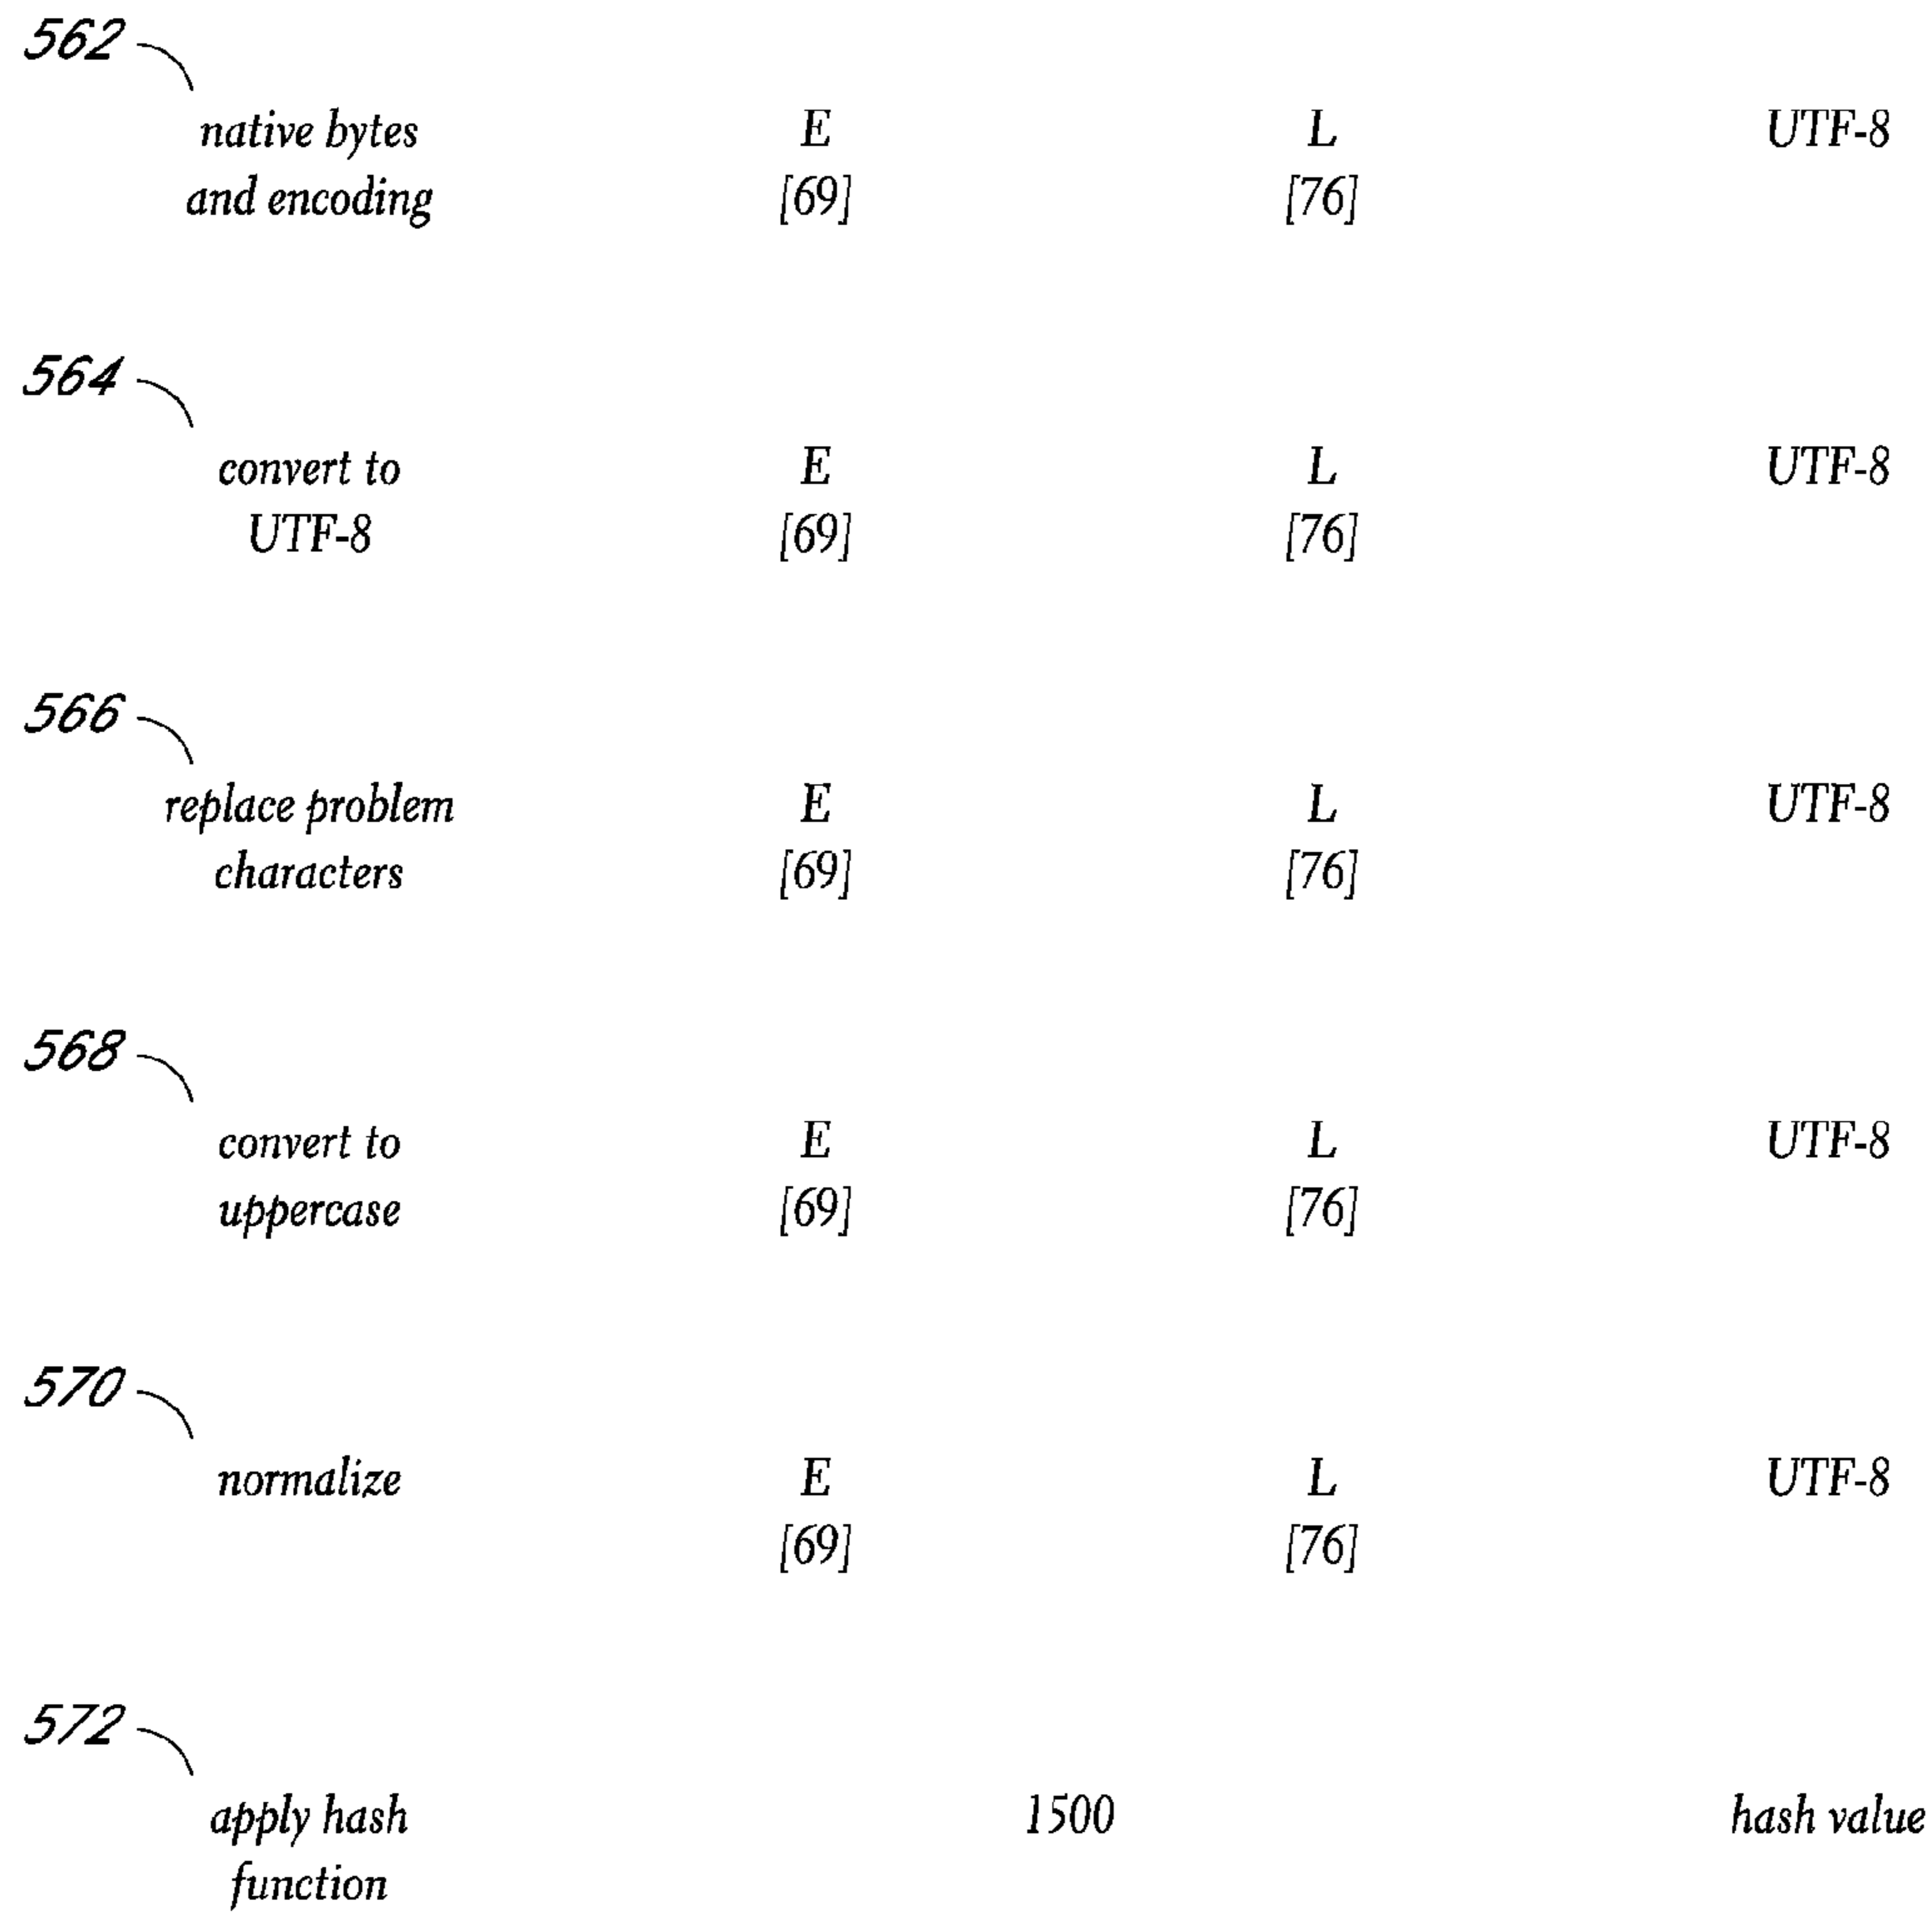 562
native bytes E L UTF-8
and encoding [69] [76]
564
convert to E L UTF-8
UTF-8 [69] [76]
566
replace problem E L UTF-8
characters [69] [76]
568
convert to E L UTF-8
uppercase [69] [76]
570
normalize E L UTF-8
[69] [76]
572
apply hash 1500 hash value
function